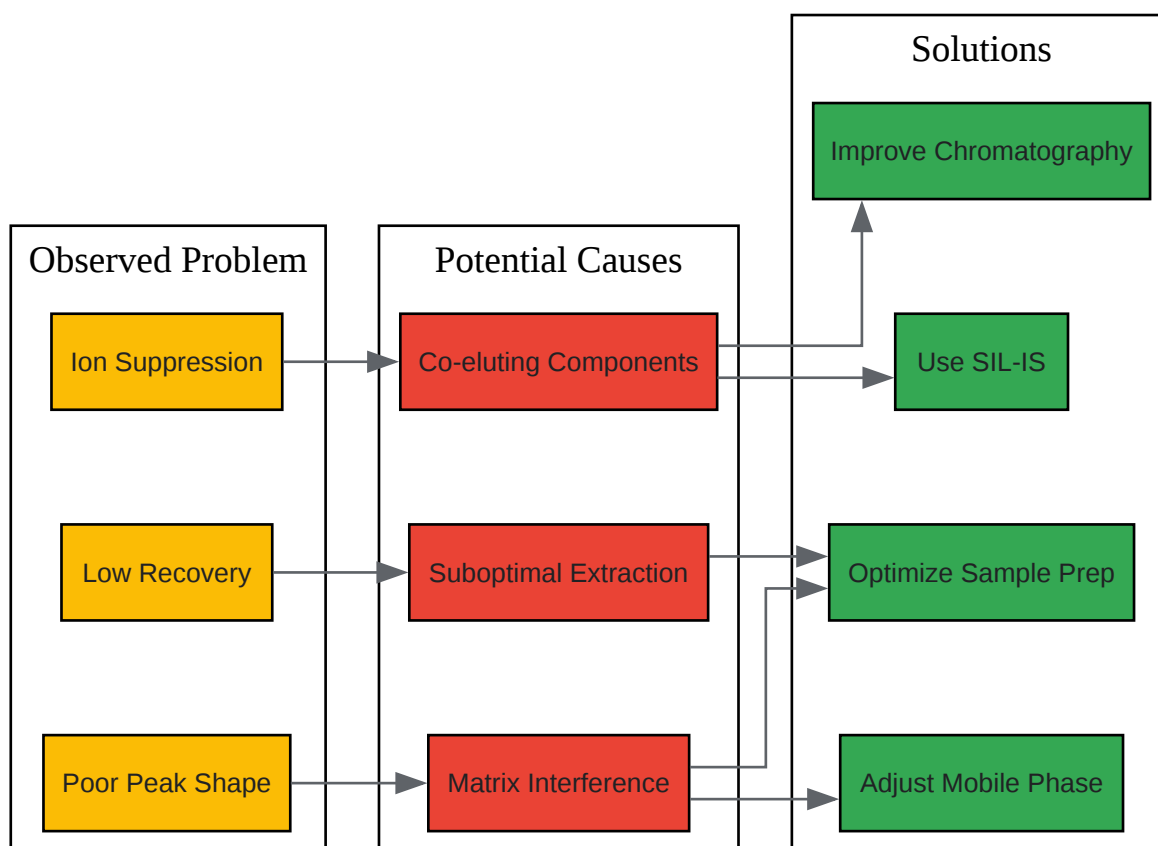 Solutions
Improve Chromatography
Observed Problem
Potential Causes
Ion Suppression
Co-eluting Components
Use SIL-IS
Low Recovery
Suboptimal Extraction
Optimize Sample Prep
Poor Peak Shape
Matrix Interference
Adjust Mobile Phase